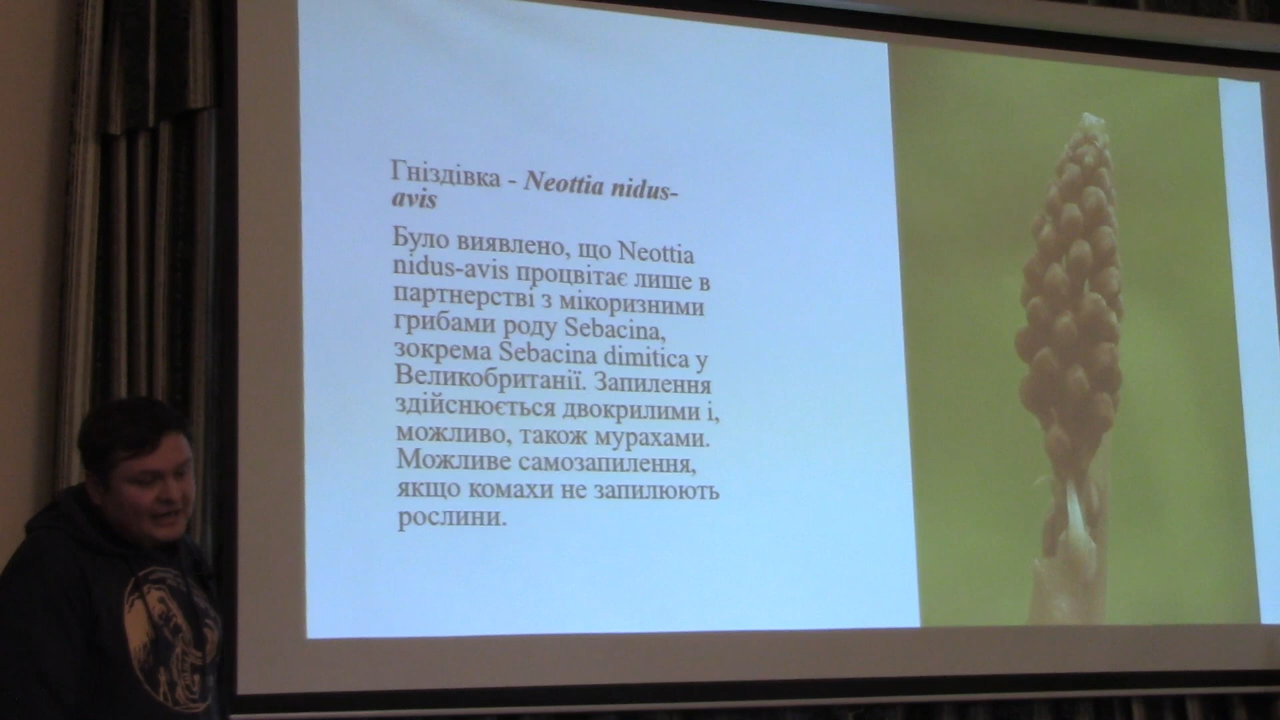 Гніздівка - Neottia nidus-
avis
Було виявлено, що Neottia
nidus-avis процвітає лише в
партнерстві з мікоризними
грибами роду Sebacina,
зокрема Sebacina dimitica у
Великобританії. Запилення
здійснюється двокрилими і,
можливо, також мурахами.
Можливе самозапилення,
якщо комахи не запилюють
рослини.